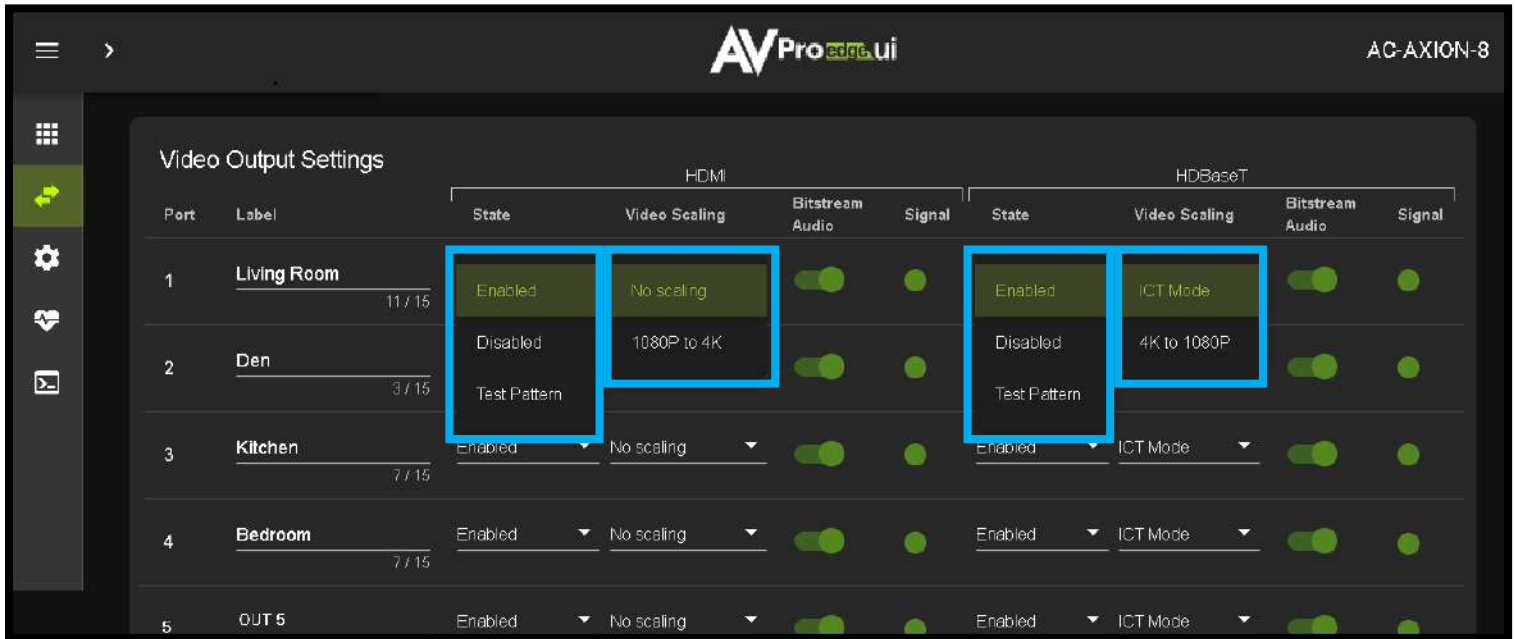 AVPro edge.ui
AC-AXION-8
Video Output Settings
HDMI
HDBaseT
Port Label State Video Scaling Bitstream Audio Signal State Video Scaling Bitstream Audio Signal
1 Living Room 11 / 15 Enabled No scaling Enabled ICT Mode
Disabled 1080P to 4K Disabled 4K to 1080P
2 Den 3 / 15
Test Pattern Test Pattern
3 Kitchen 7 / 15 Enabled No scaling Enabled ICT Mode
4 Bedroom 7 / 15 Enabled No scaling Enabled ICT Mode
5 OUT 5 Enabled No scaling Enabled ICT Mode